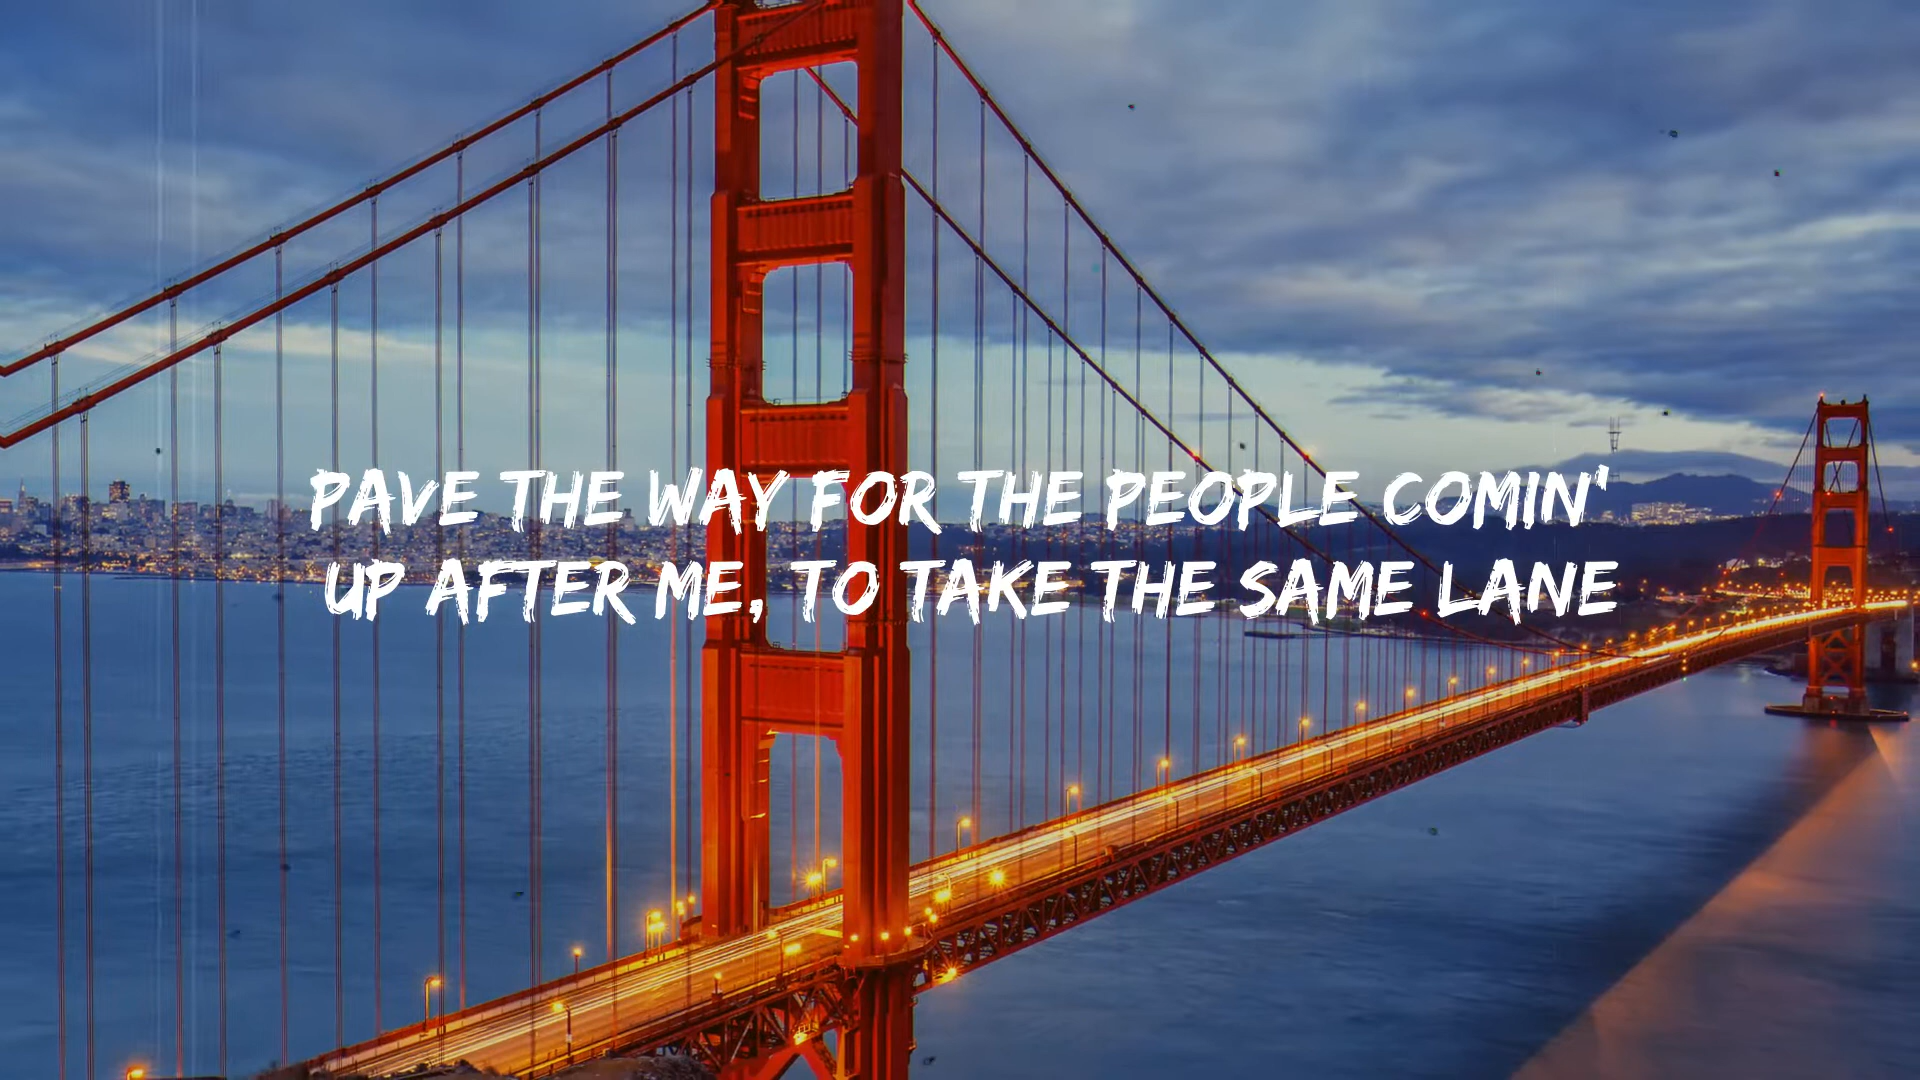 PAVE THE WAY FOR THE PEOPLE COMIN'
UP AFTER ME, TO TAKE THE SAME LANE